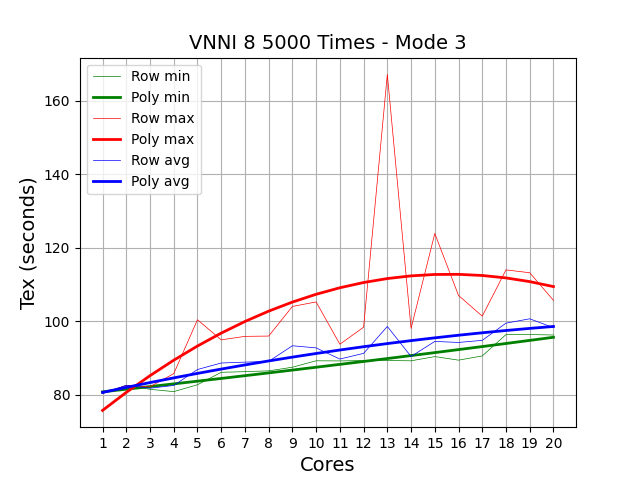 VNNI 8 5000 Times - Mode 3
Row min
Poly min
Row max
Poly max
Row avg
Poly avg
Tex (seconds)
160
140
120
100
80
1 2 3 4 5 6 7 8 9 10 11 12 13 14 15 16 17 18 19 20
Cores